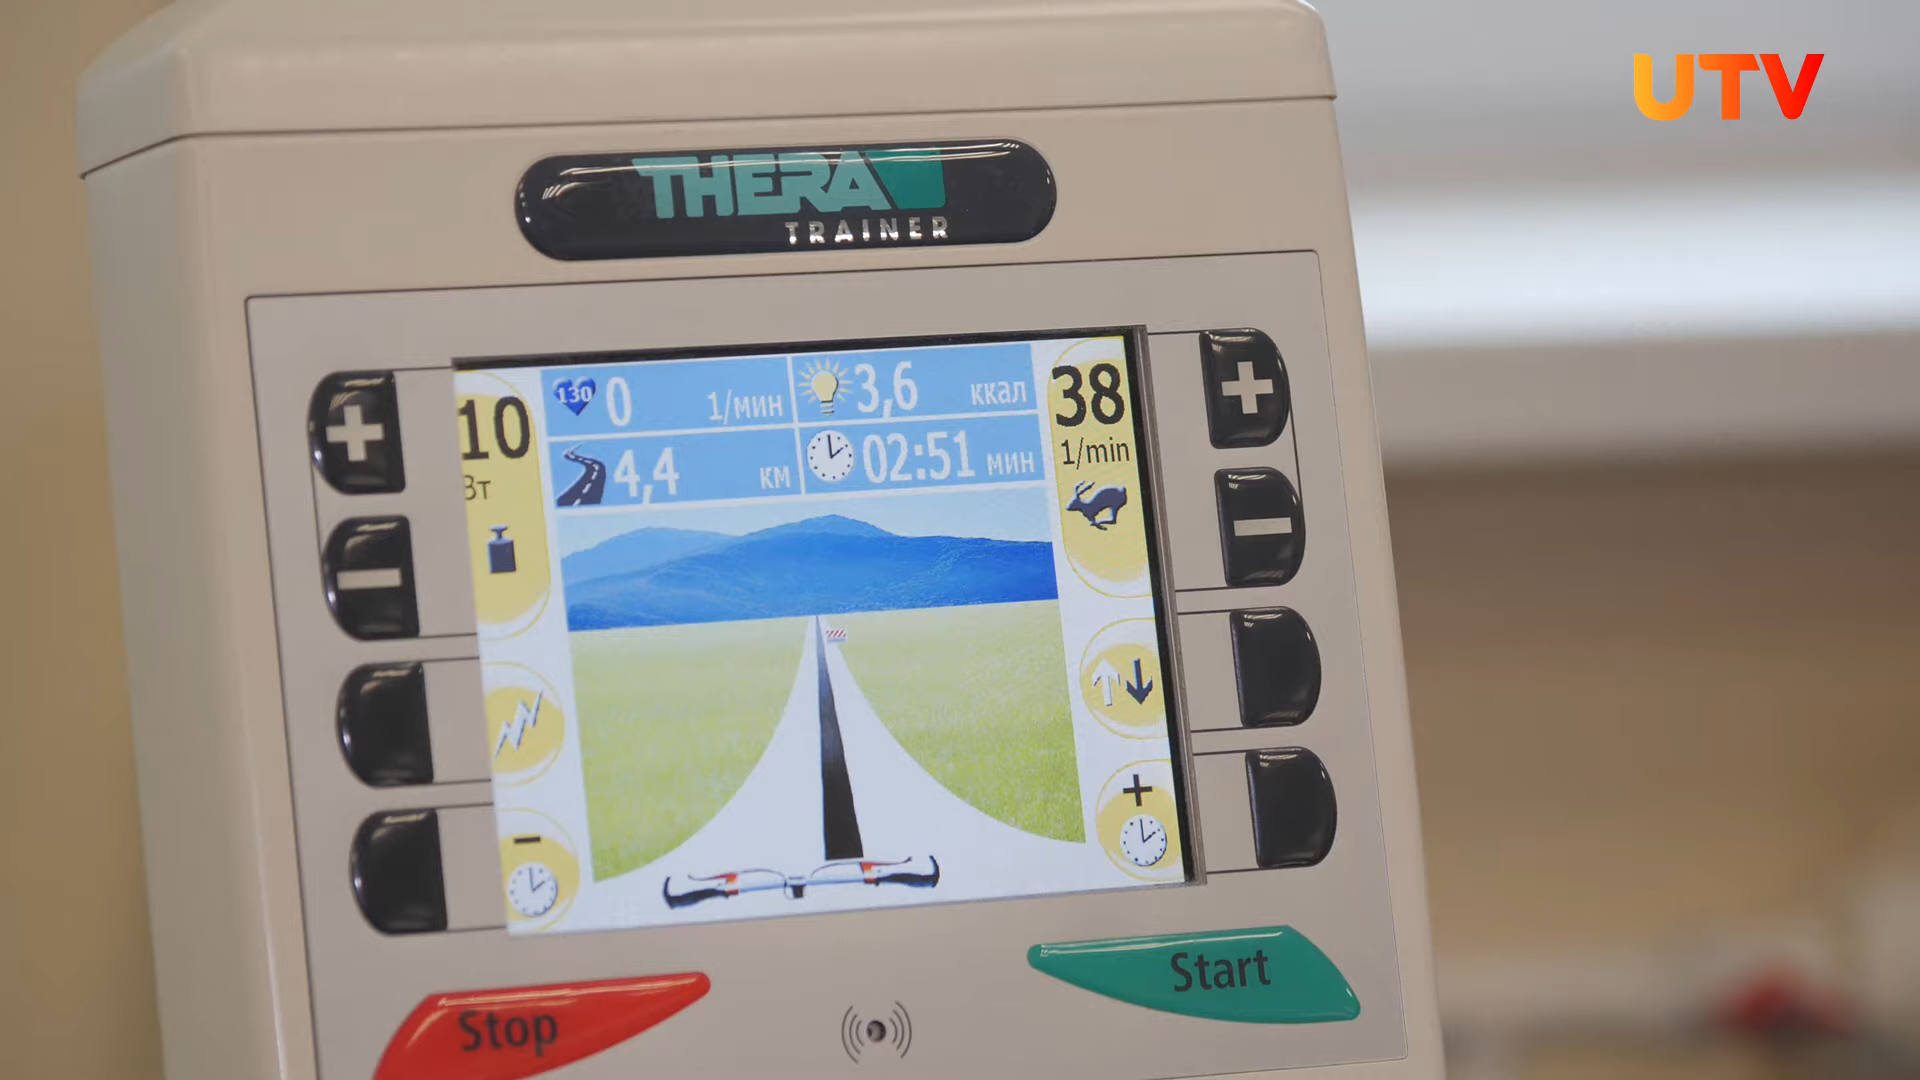 UTV
THERA
TRAINER
10
Вт
130 0 1/мин
3,6 ккал
4,4 км
02:51 мин
38
1/min
+
−
+
−
−
+
Stop
Start